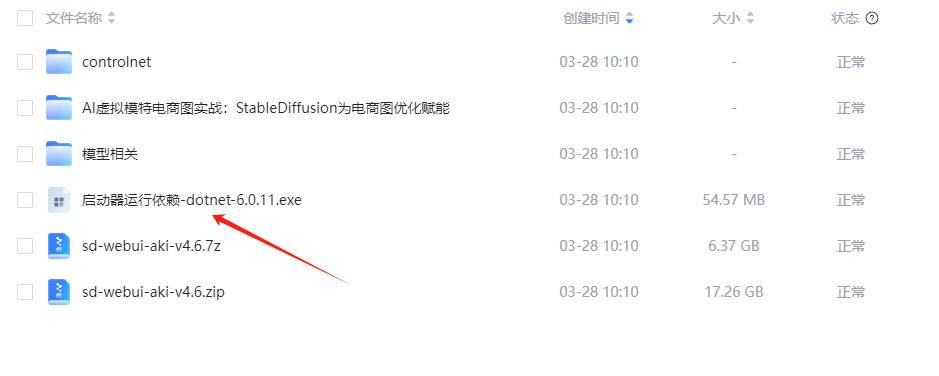 文件名称 创建时间 大小 状态
controlnet 03-28 10:10 - 正常
AI虚拟模特电商图实战：StableDiffusion为电商图优化赋能 03-28 10:10 - 正常
模型相关 03-28 10:10 - 正常
启动器运行依赖-dotnet-6.0.11.exe 03-28 10:10 54.57 MB 正常
sd-webui-aki-v4.6.7z 03-28 10:10 6.37 GB 正常
sd-webui-aki-v4.6.zip 03-28 10:10 17.26 GB 正常